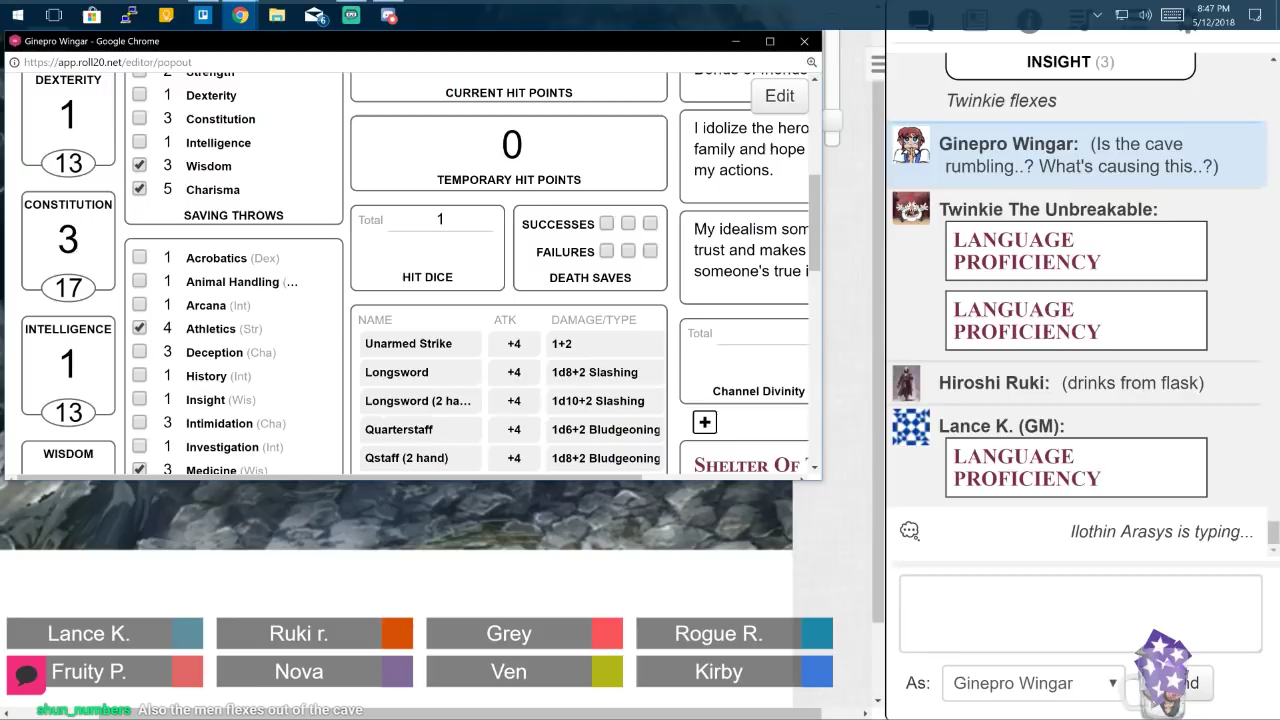 8:47 PM
5/12/2018
6
Ginepro Wingar - Google Chrome
https://app.roll20.net/editor/popout
DEXTERITY
1
13
CONSTITUTION
3
17
INTELLIGENCE
1
13
WISDOM
2 Strength
1 Dexterity
3 Constitution
1 Intelligence
3 Wisdom
5 Charisma
SAVING THROWS
1 Acrobatics (Dex)
1 Animal Handling (…
1 Arcana (Int)
4 Athletics (Str)
3 Deception (Cha)
1 History (Int)
1 Insight (Wis)
3 Intimidation (Cha)
1 Investigation (Int)
3 Medicine (Wis)
CURRENT HIT POINTS
0
TEMPORARY HIT POINTS
Total 1
HIT DICE
SUCCESSES
FAILURES
DEATH SAVES
NAME ATK DAMAGE/TYPE
Unarmed Strike +4 1+2
Longsword +4 1d8+2 Slashing
Longsword (2 ha… +4 1d10+2 Slashing
Quarterstaff +4 1d6+2 Bludgeoning
Qstaff (2 hand) +4 1d8+2 Bludgeoning
Edit
I idolize the hero
family and hope
my actions.
My idealism som
trust and makes
someone's true i
Total
Channel Divinity
+
SHELTER OF
INSIGHT (3)
Twinkie flexes
Ginepro Wingar: (Is the cave
rumbling..? What's causing this..?)
Twinkie The Unbreakable:
LANGUAGE
PROFICIENCY
LANGUAGE
PROFICIENCY
Hiroshi Ruki: (drinks from flask)
Lance K. (GM):
LANGUAGE
PROFICIENCY
Ilothin Arasys is typing...
As: Ginepro Wingar
Lance K.
Ruki r.
Grey
Rogue R.
Fruity P.
Nova
Ven
Kirby
shun_numbers Also the men flexes out of the cave